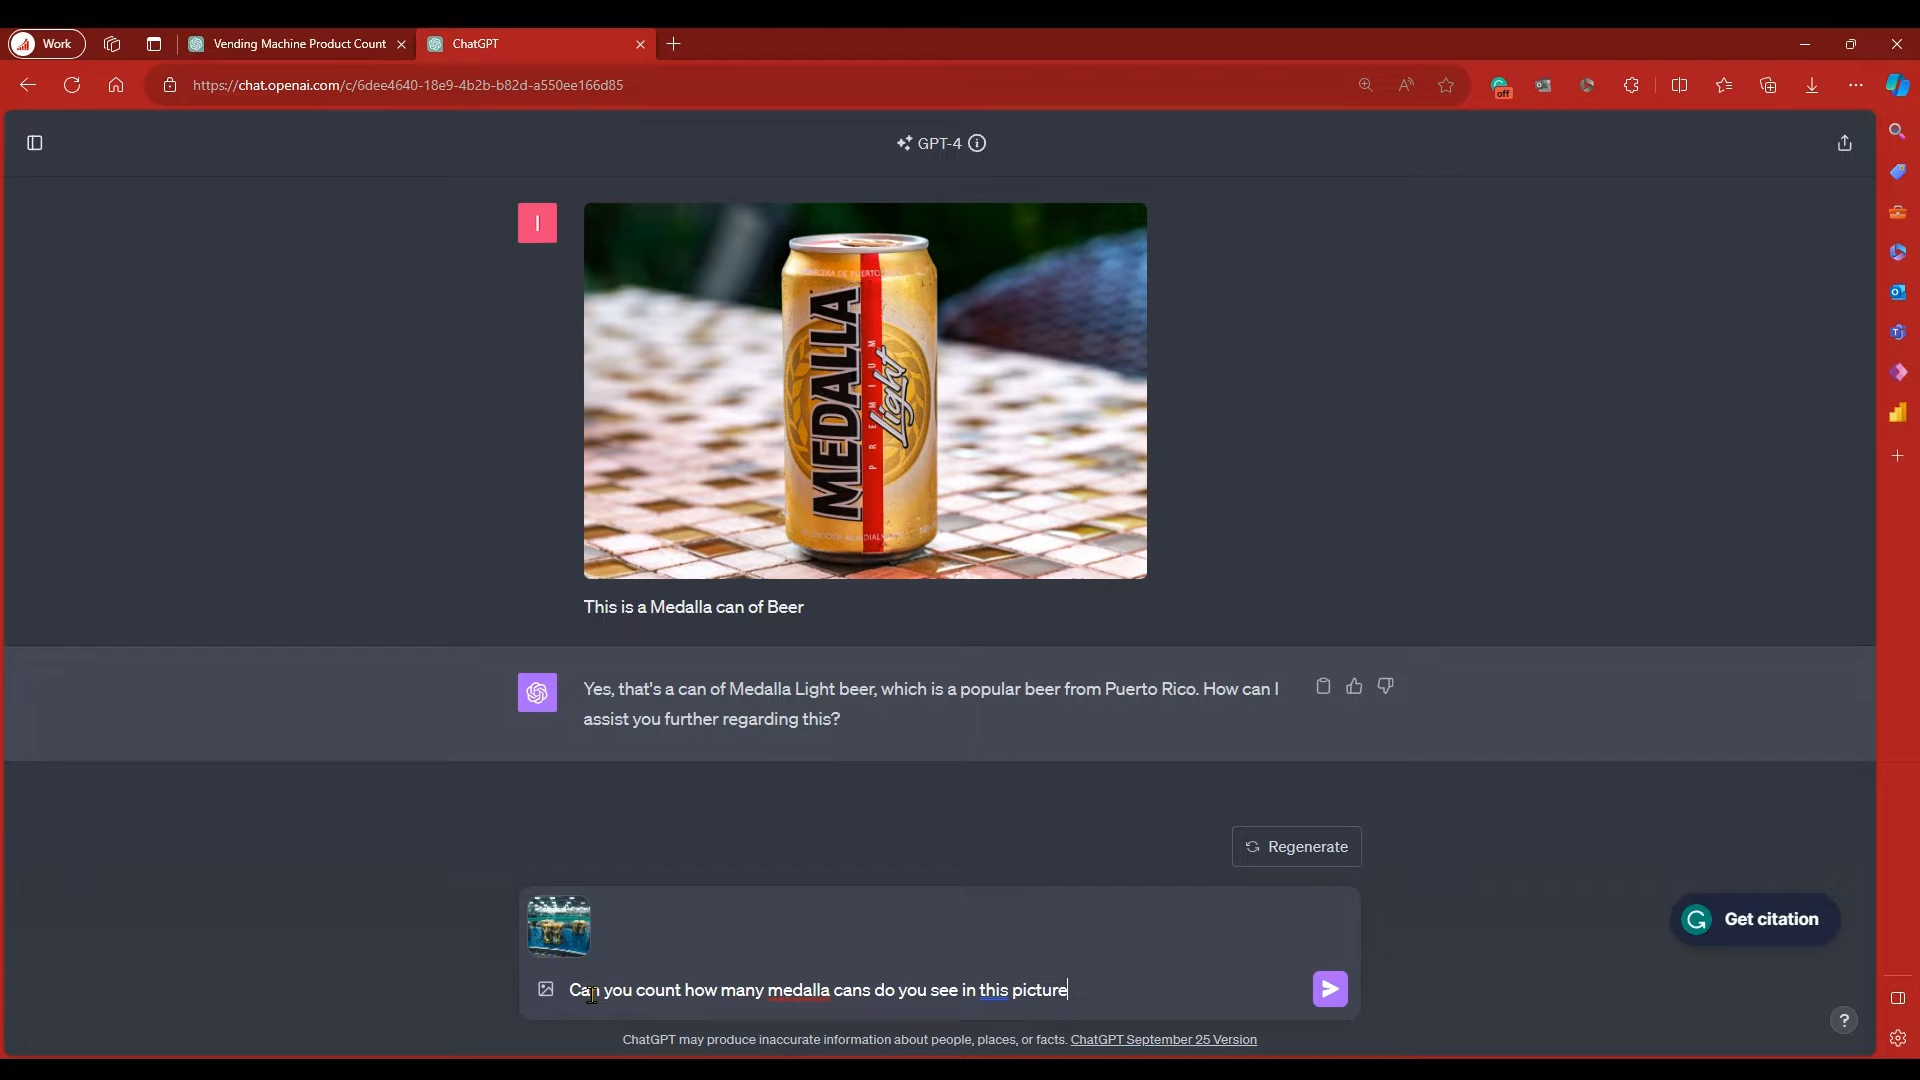 Work
Vending Machine Product Count
ChatGPT
https://chat.openai.com/c/6dee4640-18e9-4b2b-b82d-a550ee166d85
off
GPT-4
I
MEDALLA
PREMIUM
Light
This is a Medalla can of Beer
Yes, that's a can of Medalla Light beer, which is a popular beer from Puerto Rico. How can I
assist you further regarding this?
Regenerate
Get citation
Can you count how many medalla cans do you see in this picture
ChatGPT may produce inaccurate information about people, places, or facts. ChatGPT September 25 Version
?